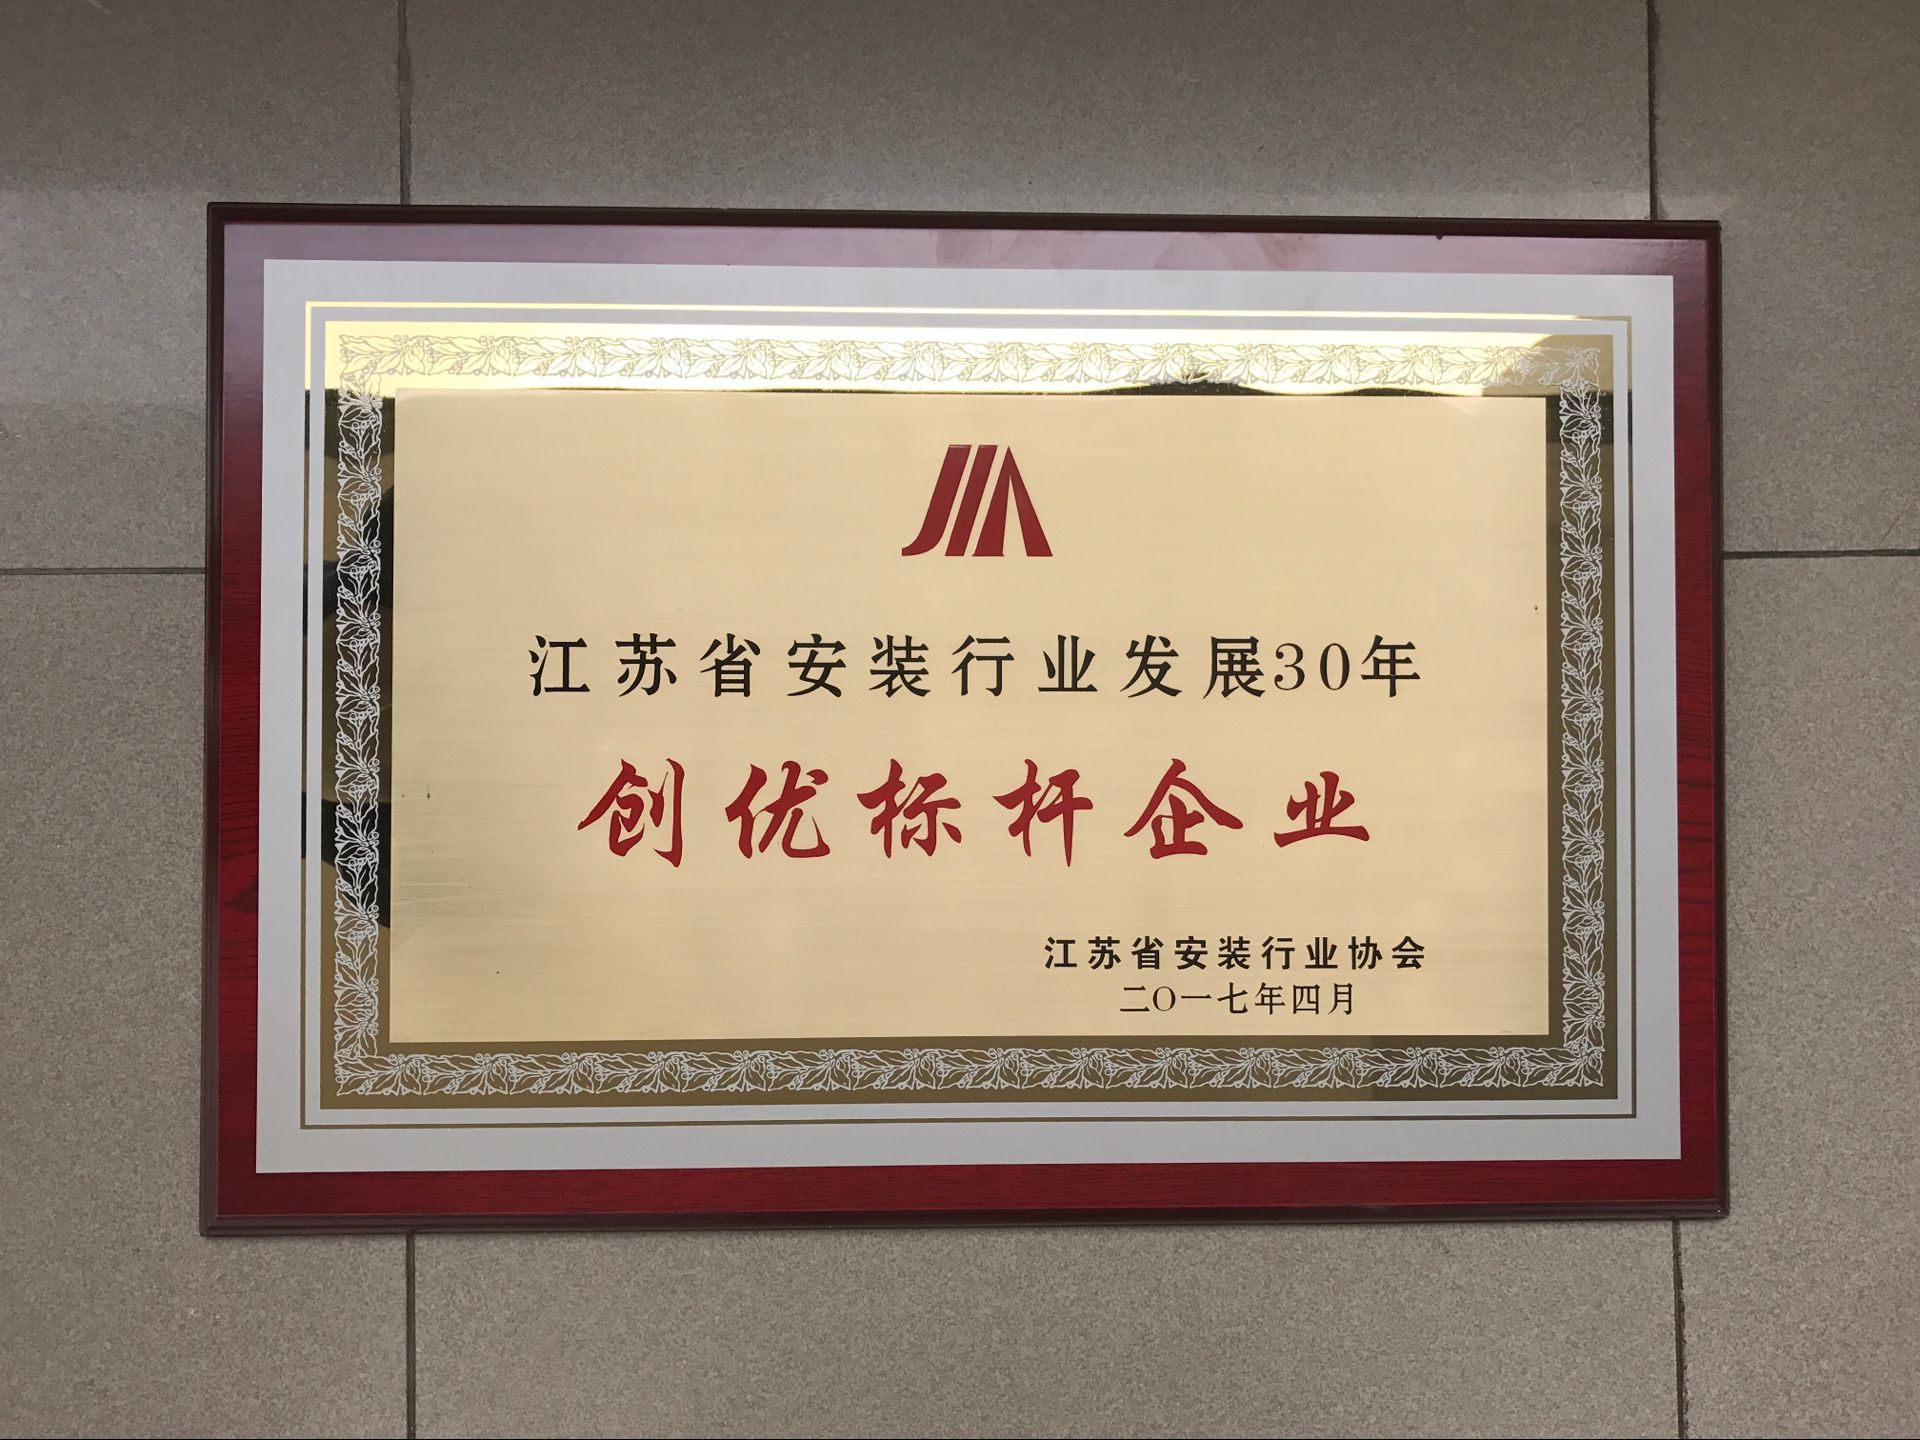 JIA
江苏省安装行业发展30年
创优标杆企业
江苏省安装行业协会
二〇一七年四月